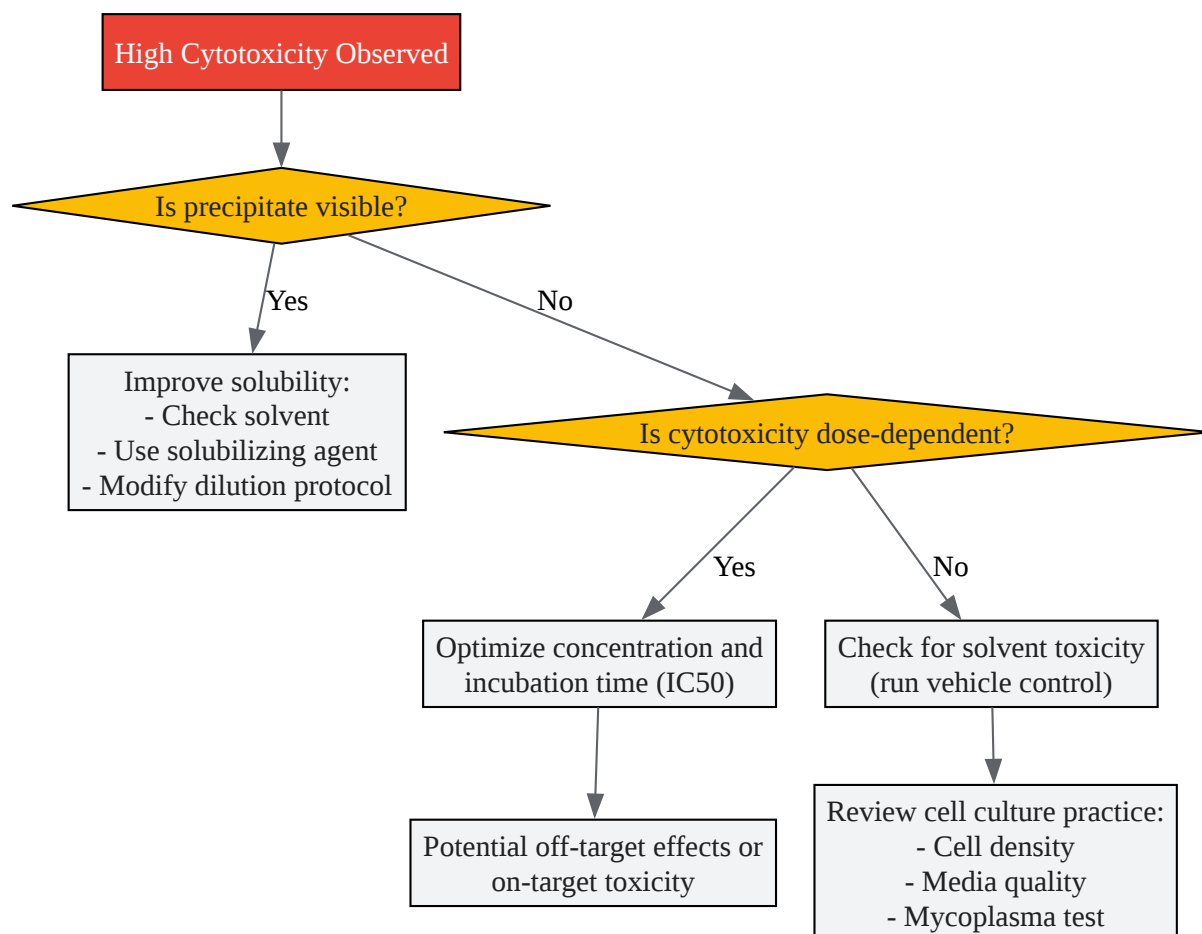 High Cytotoxicity Observed
Is precipitate visible?
Yes
No
Improve solubility:
- Check solvent
- Use solubilizing agent
- Modify dilution protocol
Is cytotoxicity dose-dependent?
Yes
No
Optimize concentration and
incubation time (IC50)
Check for solvent toxicity
(run vehicle control)
Potential off-target effects or
on-target toxicity
Review cell culture practice:
- Cell density
- Media quality
- Mycoplasma test